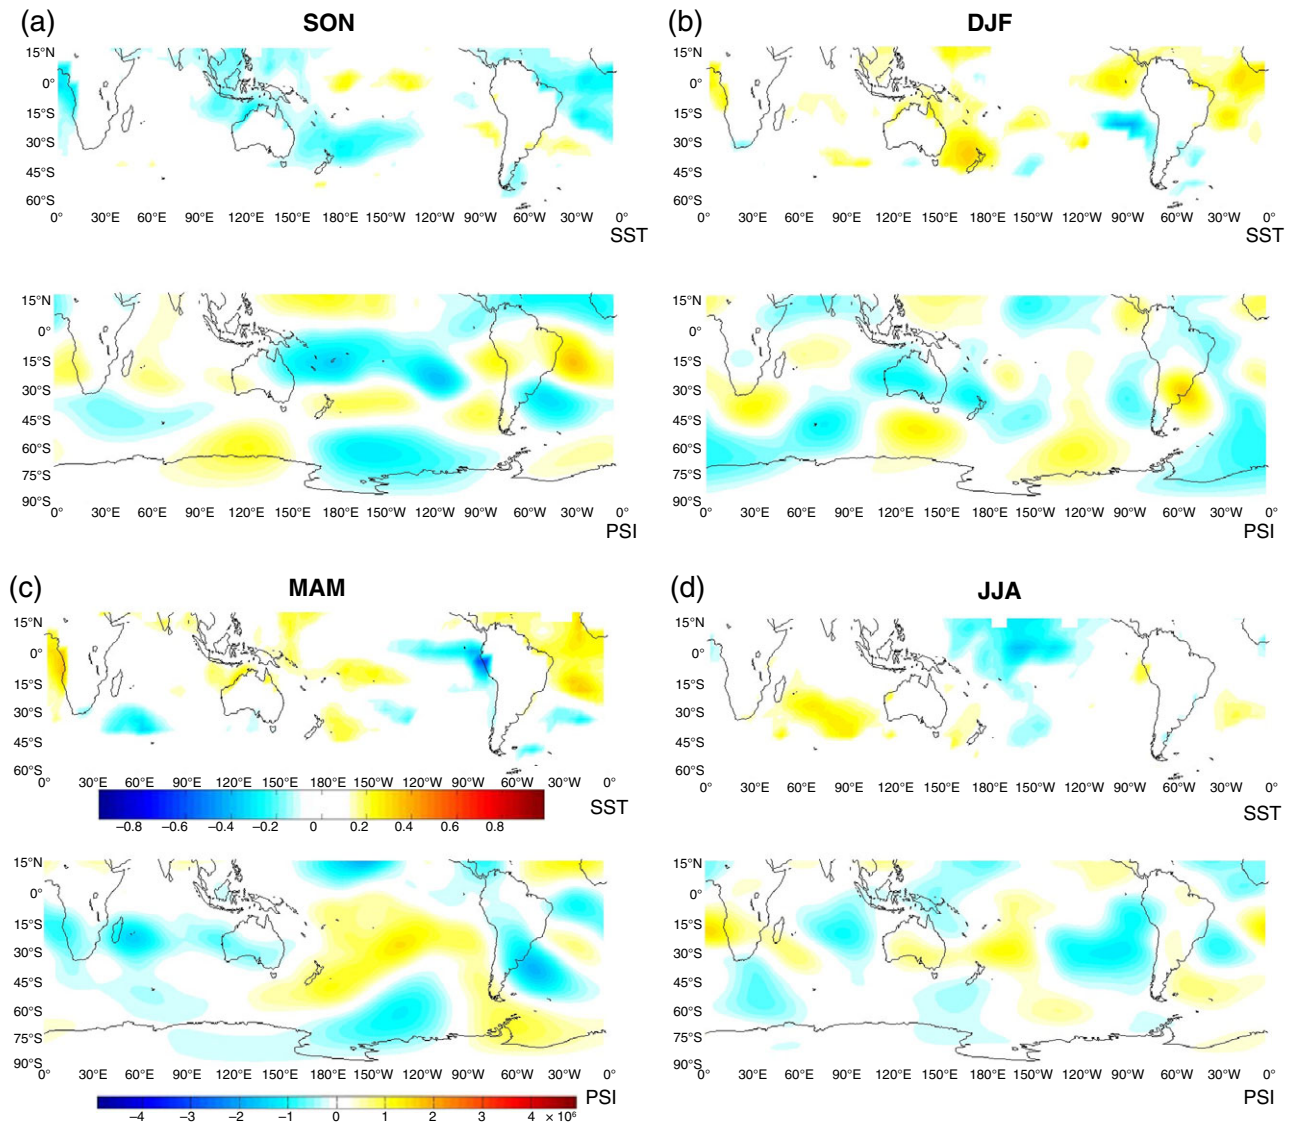 (a) SON
15°N
0°
15°S
30°S
45°S
60°S
0° 30°E 60°E 90°E 120°E 150°E 180°E 150°W 120°W 90°W 60°W 30°W 0°
SST
15°N
0°
15°S
30°S
45°S
60°S
75°S
90°S
0° 30°E 60°E 90°E 120°E 150°E 180°E 150°W 120°W 90°W 60°W 30°W 0°
PSI
(b) DJF
15°N
0°
15°S
30°S
45°S
60°S
0° 30°E 60°E 90°E 120°E 150°E 180°E 150°W 120°W 90°W 60°W 30°W 0°
SST
15°N
0°
15°S
30°S
45°S
60°S
75°S
90°S
0° 30°E 60°E 90°E 120°E 150°E 180°E 150°W 120°W 90°W 60°W 30°W 0°
PSI
(c) MAM
15°N
0°
15°S
30°S
45°S
60°S
0° 30°E 60°E 90°E 120°E 150°E 180°E 150°W 120°W 90°W 60°W 30°W 0°
SST
−0.8 −0.6 −0.4 −0.2 0 0.2 0.4 0.6 0.8
15°N
0°
15°S
30°S
45°S
60°S
75°S
90°S
0° 30°E 60°E 90°E 120°E 150°E 180°E 150°W 120°W 90°W 60°W 30°W 0°
PSI
−4 −3 −2 −1 0 1 2 3 4 × 10⁶
(d) JJA
15°N
0°
15°S
30°S
45°S
60°S
0° 30°E 60°E 90°E 120°E 150°E 180°E 150°W 120°W 90°W 60°W 30°W 0°
SST
15°N
0°
15°S
30°S
45°S
60°S
75°S
90°S
0° 30°E 60°E 90°E 120°E 150°E 180°E 150°W 120°W 90°W 60°W 30°W 0°
PSI